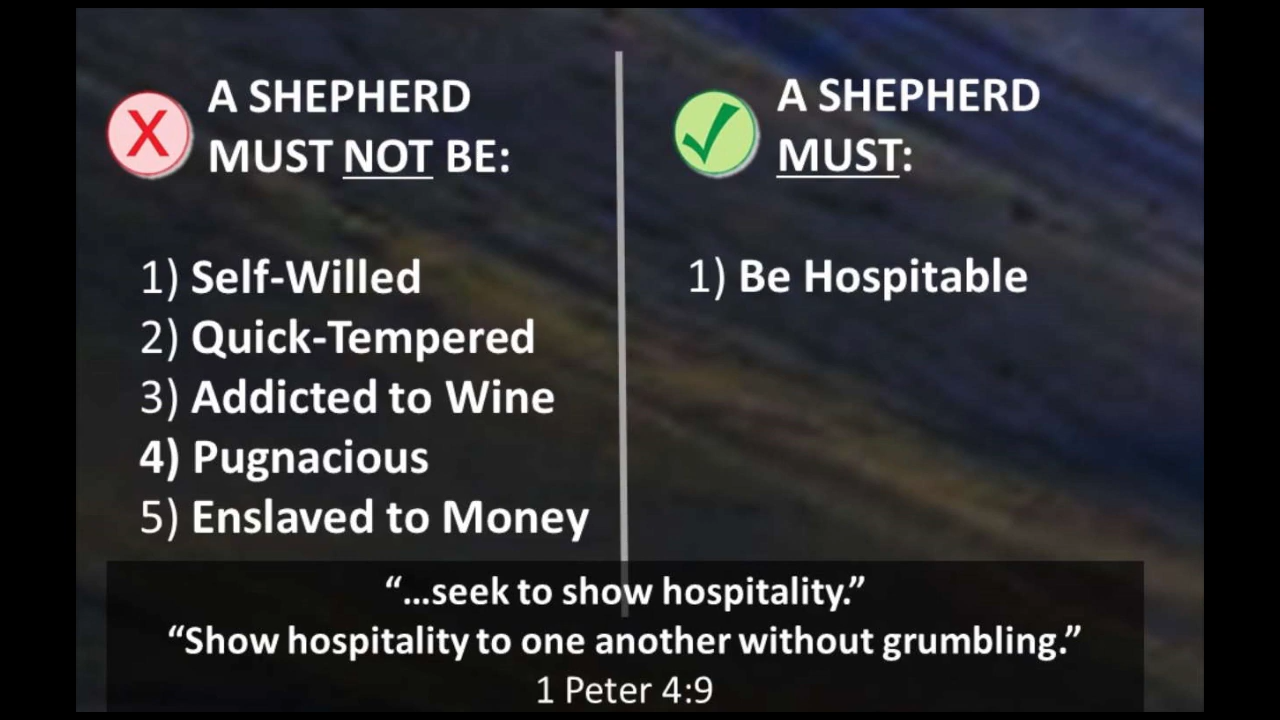 X
A SHEPHERD
MUST NOT BE:
1) Self-Willed
2) Quick-Tempered
3) Addicted to Wine
4) Pugnacious
5) Enslaved to Money
A SHEPHERD
MUST:
1) Be Hospitable
“...seek to show hospitality.”
“Show hospitality to one another without grumbling.”
1 Peter 4:9